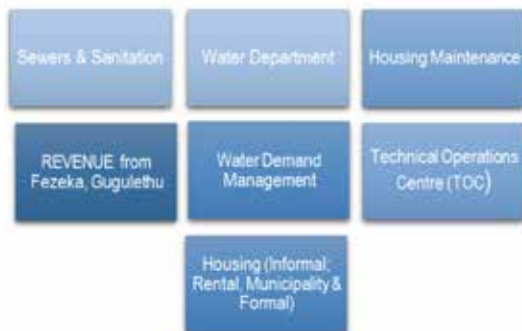 Sewers & Sanitation
Water Department
Housing Maintenance
REVENUE from
Fezeka, Gugulethu
Water Demand
Management
Technical Operations
Centre (TOC)
Housing (Informal;
Rental, Municipality &
Formal)